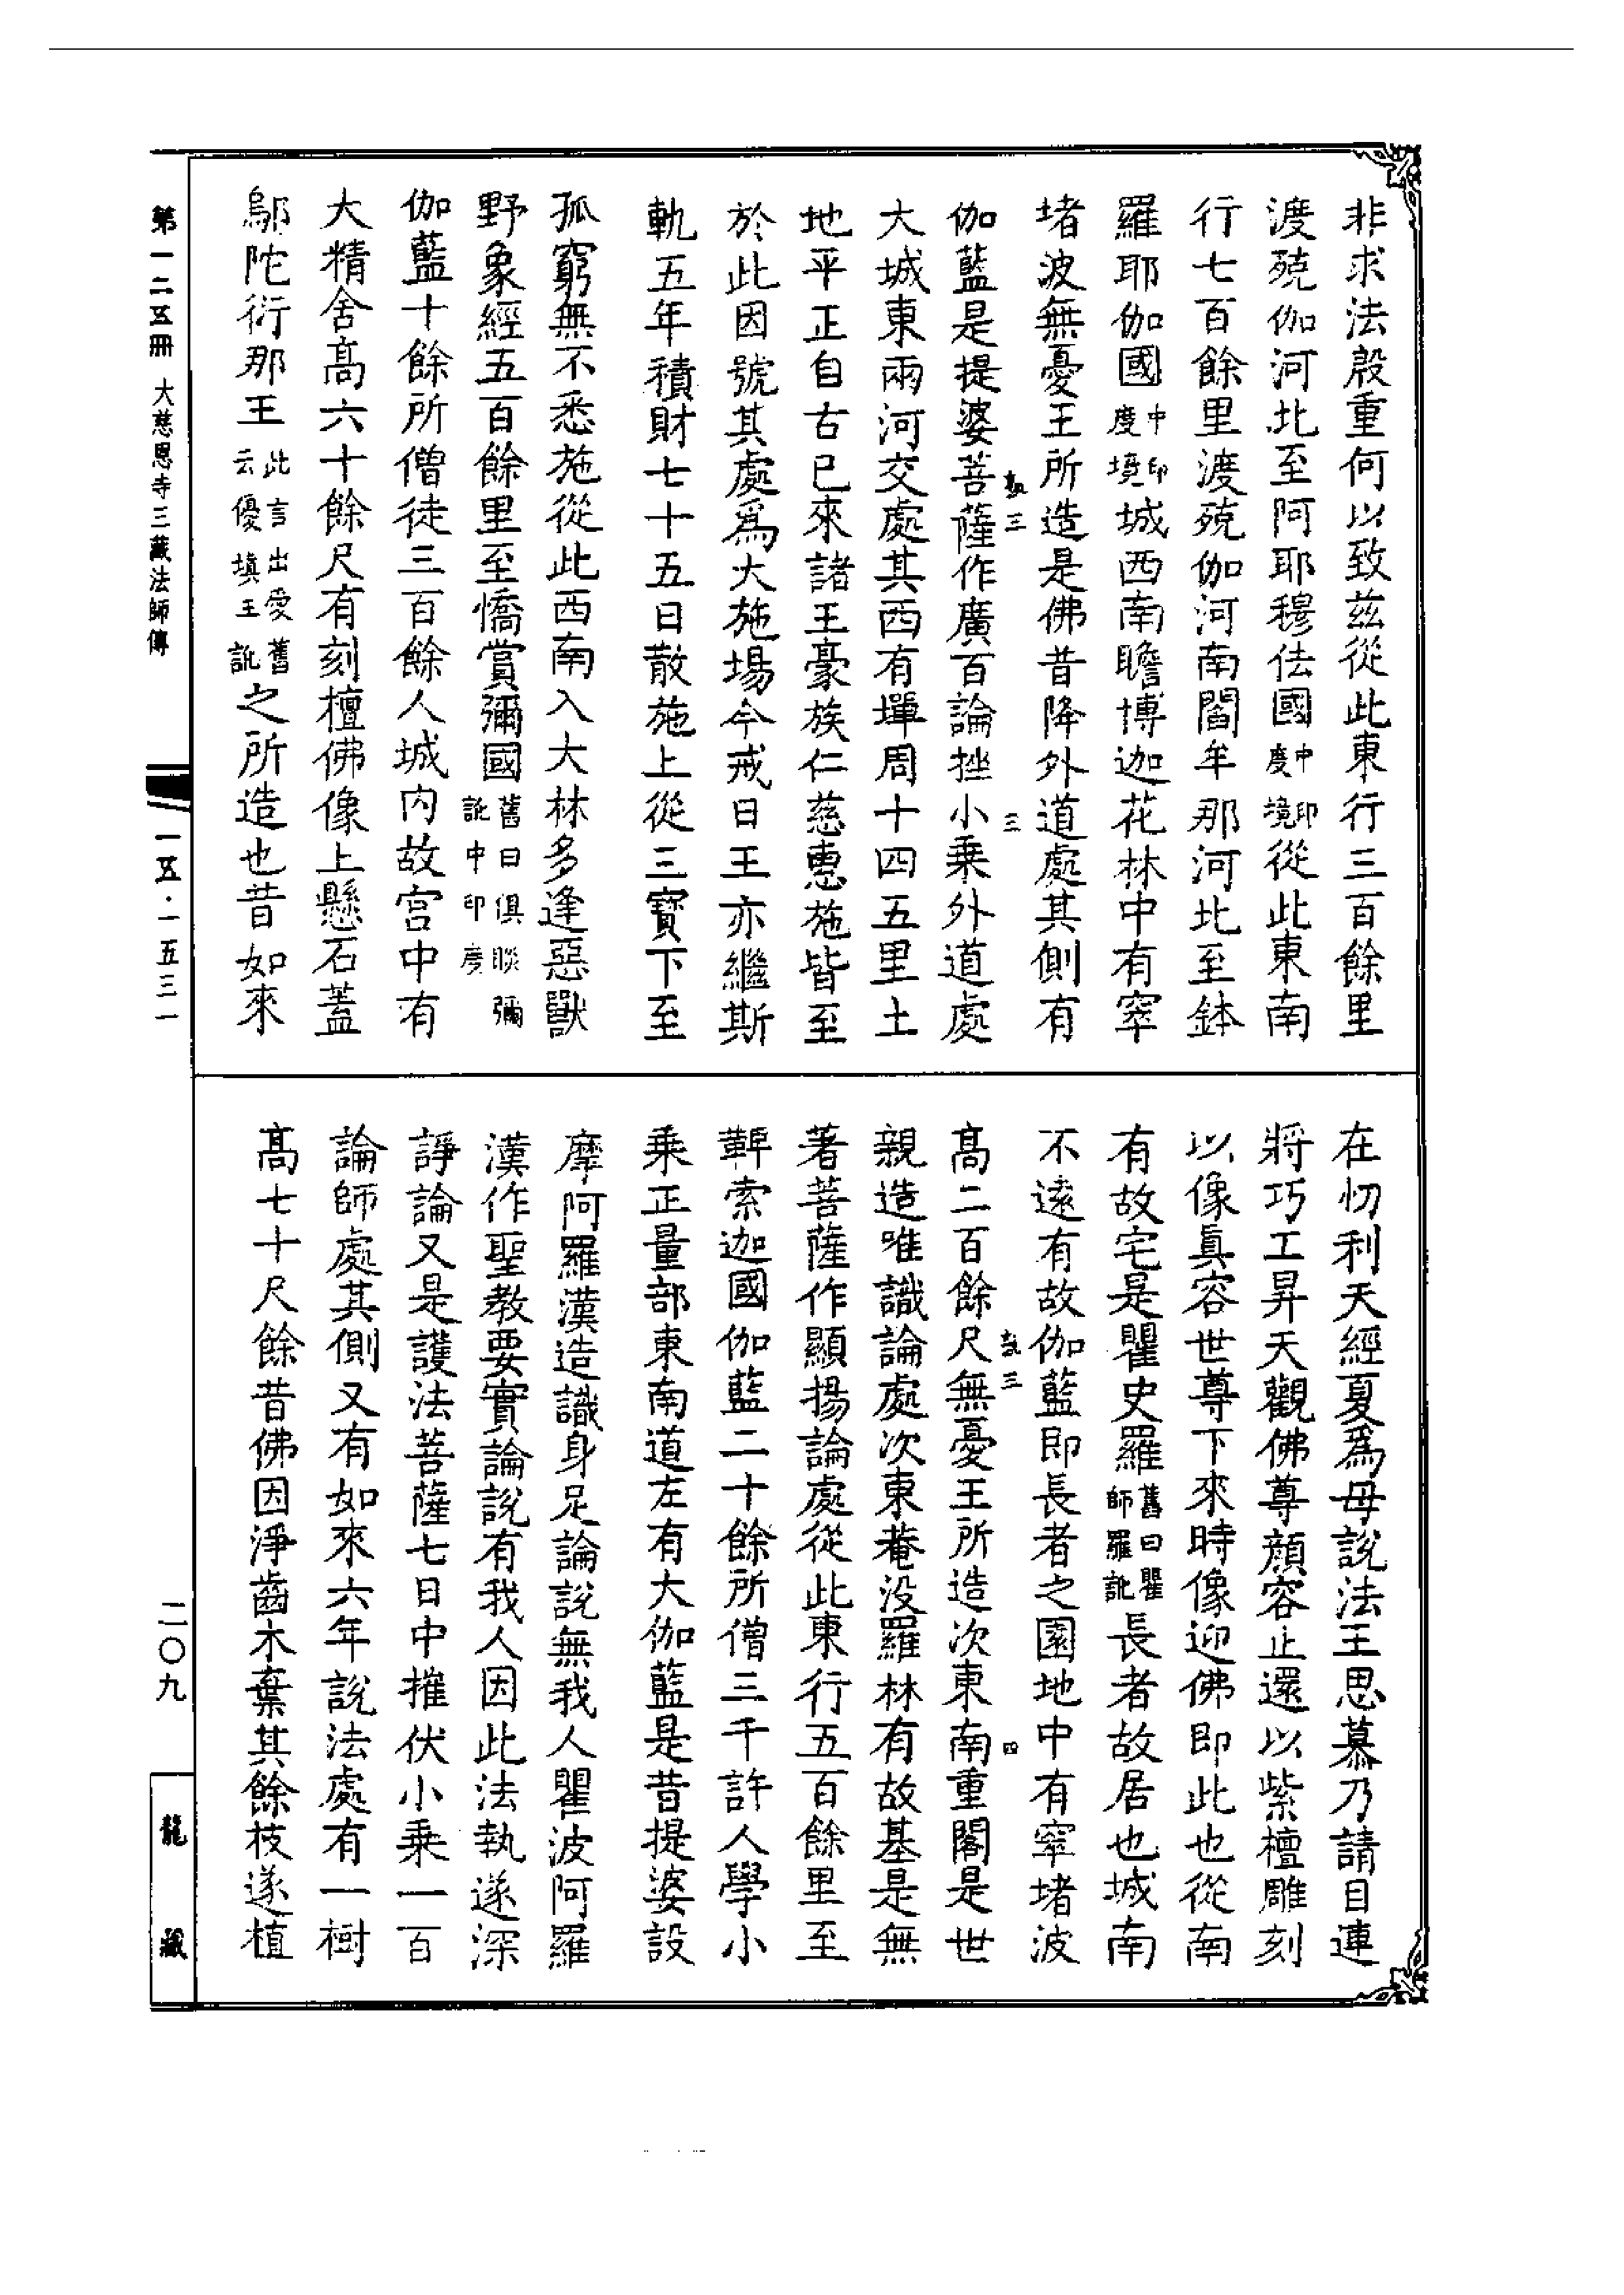 非求法殷重何以致茲從此東行三百餘里
渡殑伽河北至阿耶穆佉國中印度境從此東南
行七百餘里渡殑伽河南閻牟那河北至鉢
羅耶伽國中印度境城西南瞻博迦花林中有窣
堵波無憂王所造是佛昔降外道處其側有
伽藍是提婆菩薩作廣百論挫小乘外道處
大城東兩河交處其西有墠周十四五里土
地平正自古已來諸王豪族仁慈惠施皆至
於此因號其處爲大施場今戒日王亦繼斯
軌五年積財七十五日散施上從三寶下至
孤窮無不悉施從此西南入大林多逢惡獸
野象經五百餘里至憍賞彌國舊曰俱睒彌訛中印度
伽藍十餘所僧徒三百餘人城內故宮中有
大精舍高六十餘尺有刻檀佛像上懸石蓋
鄔陀衍那王此言出愛舊云優填王訛之所造也昔如來
在忉利天經夏爲母說法王思慕乃請目連
將巧工昇天觀佛尊顏容止還以紫檀雕刻
以像真容世尊下來時像迎佛即此也從南
有故宅是瞿史羅舊曰瞿師羅訛長者故居也城南
不遠有故伽藍即長者之園地中有窣堵波
高二百餘尺無憂王所造次東南重閣是世
親造唯識論處次東菴沒羅林有故基是無
著菩薩作顯揚論處從此東行五百餘里至
鞞索迦國伽藍二十餘所僧三千許人學小
乘正量部東南道左有大伽藍是昔提婆設
摩阿羅漢造識身足論說無我人瞿波阿羅
漢作聖教要實論說有我人因此法執遂深
諍論又是護法菩薩七日中摧伏小乘一百
論師處其側又有如來六年說法處有一樹
高七十尺餘昔佛因淨齒木棄其餘枝遂植
第一二五冊 大慈恩寺三藏法師傳
一五·一五三一
二〇九
龍藏